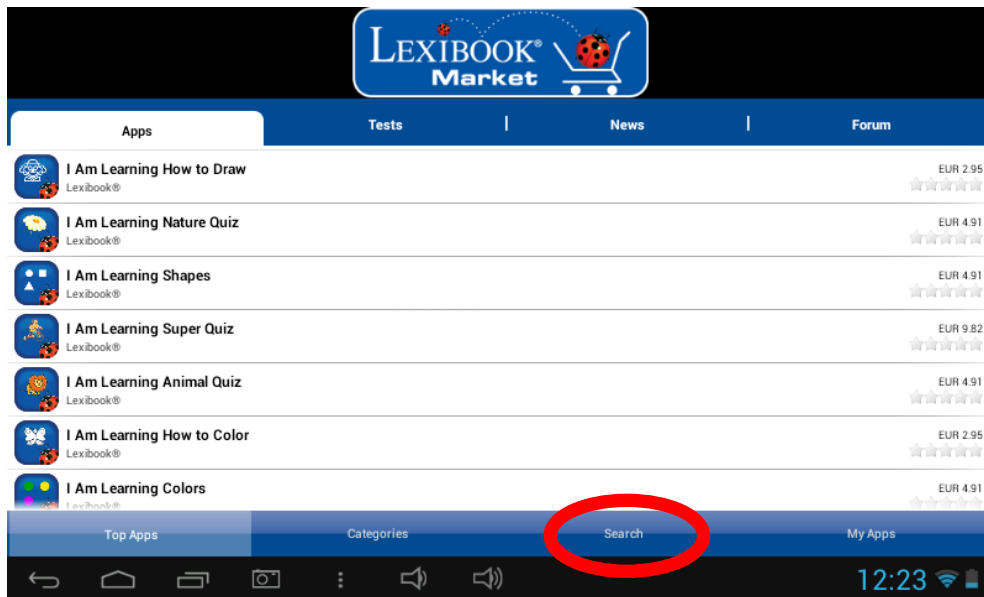 LEXIBOOK®
Market
Apps
Tests | News | Forum
I Am Learning How to Draw
Lexibook®
EUR 2.95
I Am Learning Nature Quiz
Lexibook®
EUR 4.91
I Am Learning Shapes
Lexibook®
EUR 4.91
I Am Learning Super Quiz
Lexibook®
EUR 9.82
I Am Learning Animal Quiz
Lexibook®
EUR 4.91
I Am Learning How to Color
Lexibook®
EUR 2.95
I Am Learning Colors
Lexibook®
EUR 4.91
Top Apps
Categories
Search
My Apps
12:23